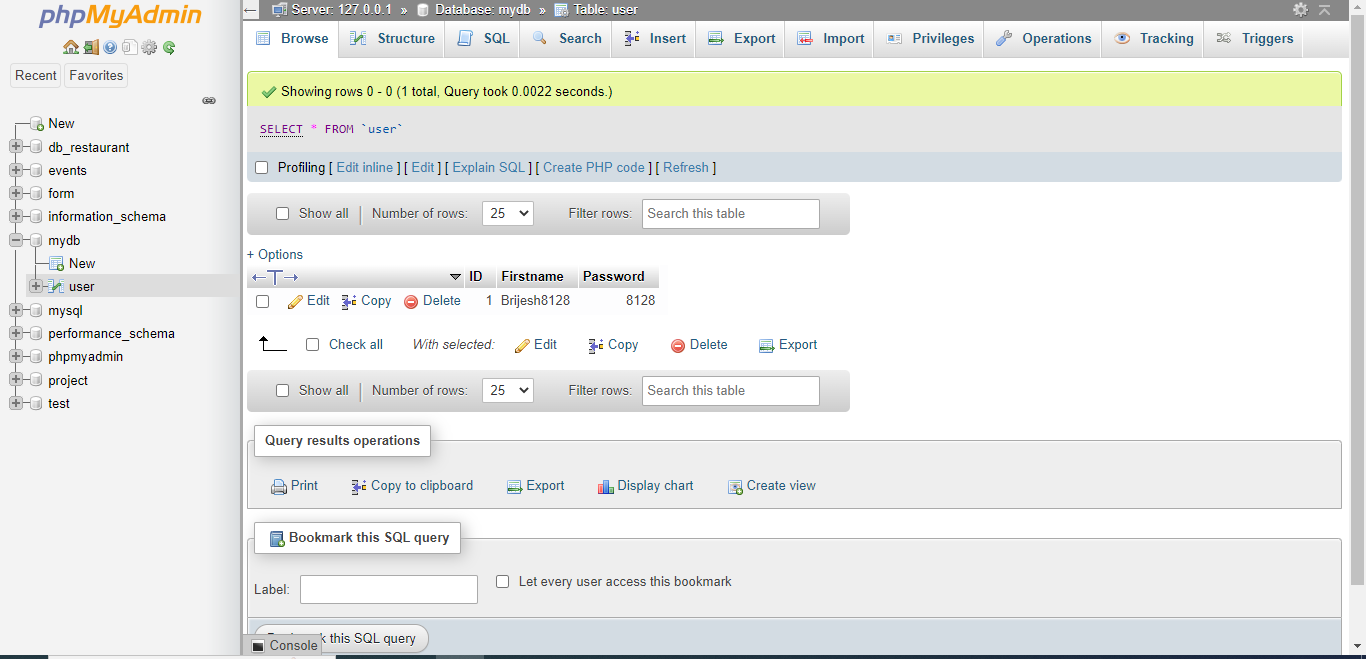 phpMyAdmin
Recent Favorites
New
db_restaurant
events
form
information_schema
mydb
New
user
mysql
performance_schema
phpmyadmin
project
test
Server: 127.0.0.1 » Database: mydb » Table: user
Browse Structure SQL Search Insert Export Import Privileges Operations Tracking Triggers
Showing rows 0 - 0 (1 total, Query took 0.0022 seconds.)
SELECT * FROM `user`
Profiling [ Edit inline ] [ Edit ] [ Explain SQL ] [ Create PHP code ] [ Refresh ]
Show all Number of rows: 25 Filter rows: Search this table
+ Options
←T→ ID Firstname Password
Edit Copy Delete 1 Brijesh8128 8128
Check all With selected: Edit Copy Delete Export
Show all Number of rows: 25 Filter rows: Search this table
Query results operations
Print Copy to clipboard Export Display chart Create view
Bookmark this SQL query
Label: Let every user access this bookmark
this SQL query
Console